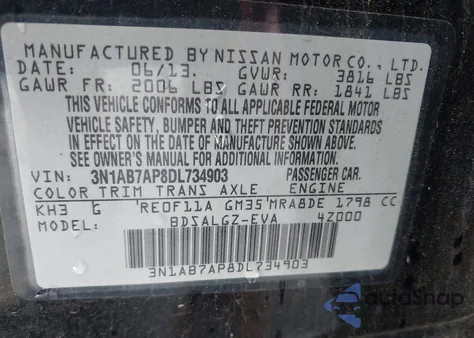 MANUFACTURED BY NISSAN MOTOR CO., LTD.
DATE: 06/13. GVWR: 3816 LBS
GAWR FR: 2006 LBS GAWR RR: 1841 LBS
THIS VEHICLE CONFORMS TO ALL APPLICABLE FEDERAL MOTOR
VEHICLE SAFETY, BUMPER AND THEFT PREVENTION STANDARDS
IN EFFECT ON THE DATE OF MANUFACTURE SHOWN ABOVE.
SEE OWNER'S MANUAL FOR ADDITIONAL INFORMATION
VIN: 3N1AB7AP8DL734903 PASSENGER CAR.
COLOR TRIM TRANS AXLE ENGINE
KH3 G 'RE0F11A GM35'MRA8DE 1798 CC
MODEL: BDSALGZ-EVA 42000
3N1AB7AP8DL734903
AutoSnap